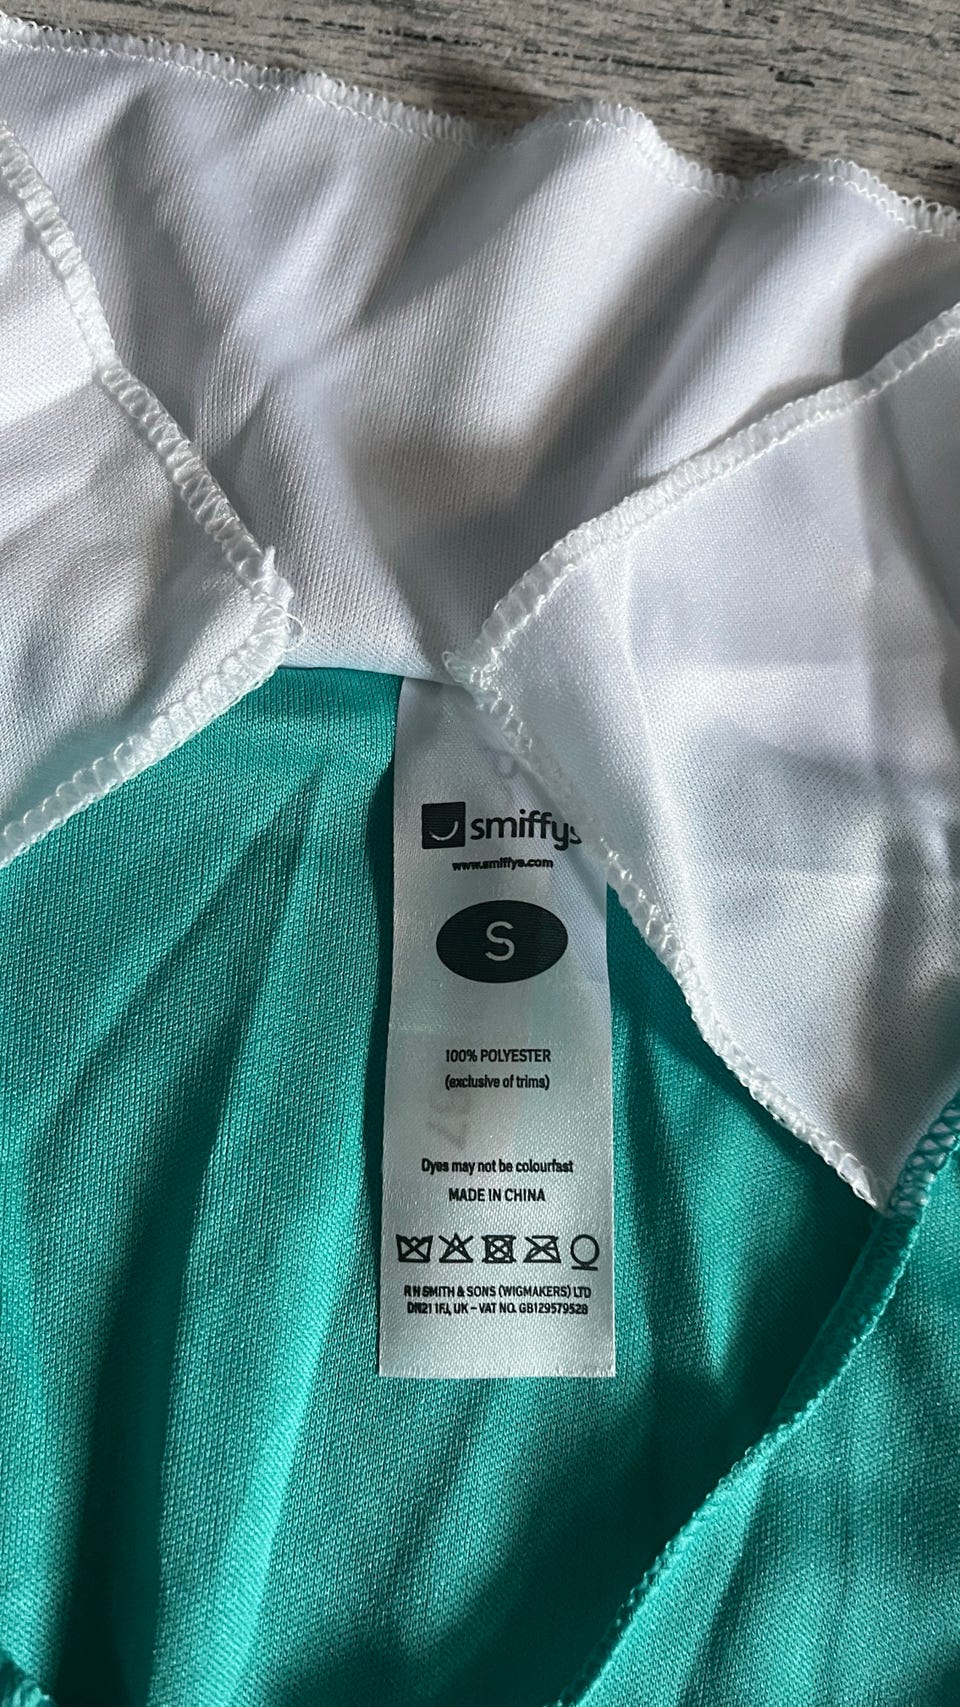 smiffys
www.smiffys.com
S
100% POLYESTER
(exclusive of trims)
Dyes may not be colourfast
MADE IN CHINA
R H SMITH & SONS (WIGMAKERS) LTD
DN21 1FJ, UK – VAT NO. GB129579528